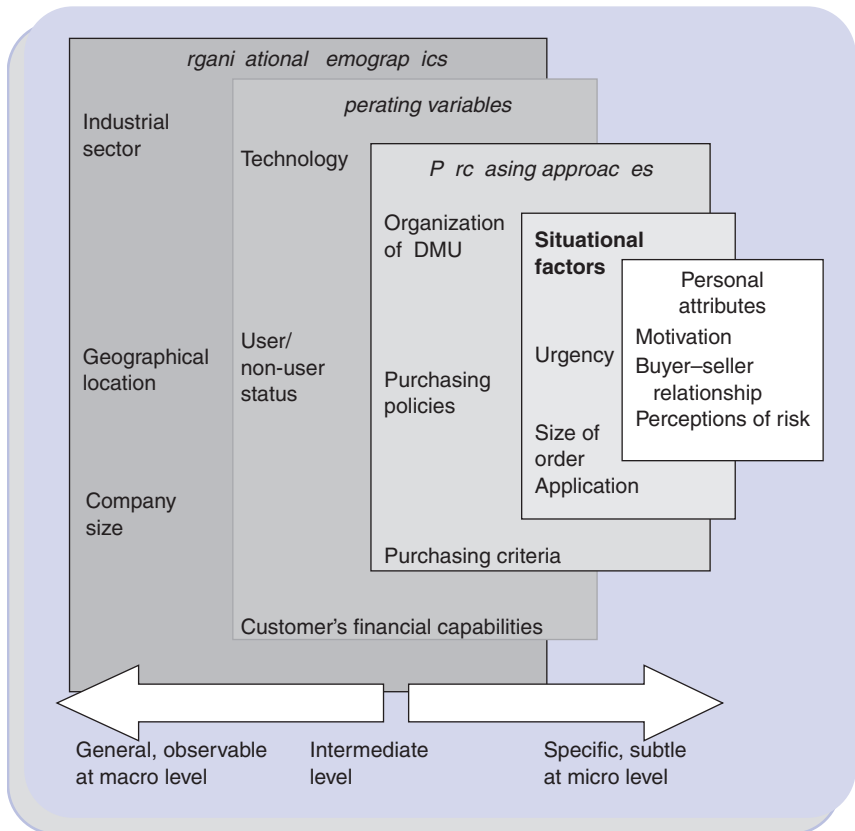 rgani ational emograp ics
Industrial
sector
Geographical
location
Company
size
perating variables
Technology
User/
non-user
status
Customer's financial capabilities
P rc asing approac es
Organization
of DMU
Purchasing
policies
Purchasing criteria
Situational
factors
Urgency
Size of
order
Application
Personal
attributes
Motivation
Buyer–seller
relationship
Perceptions of risk
General, observable
at macro level
Intermediate
level
Specific, subtle
at micro level